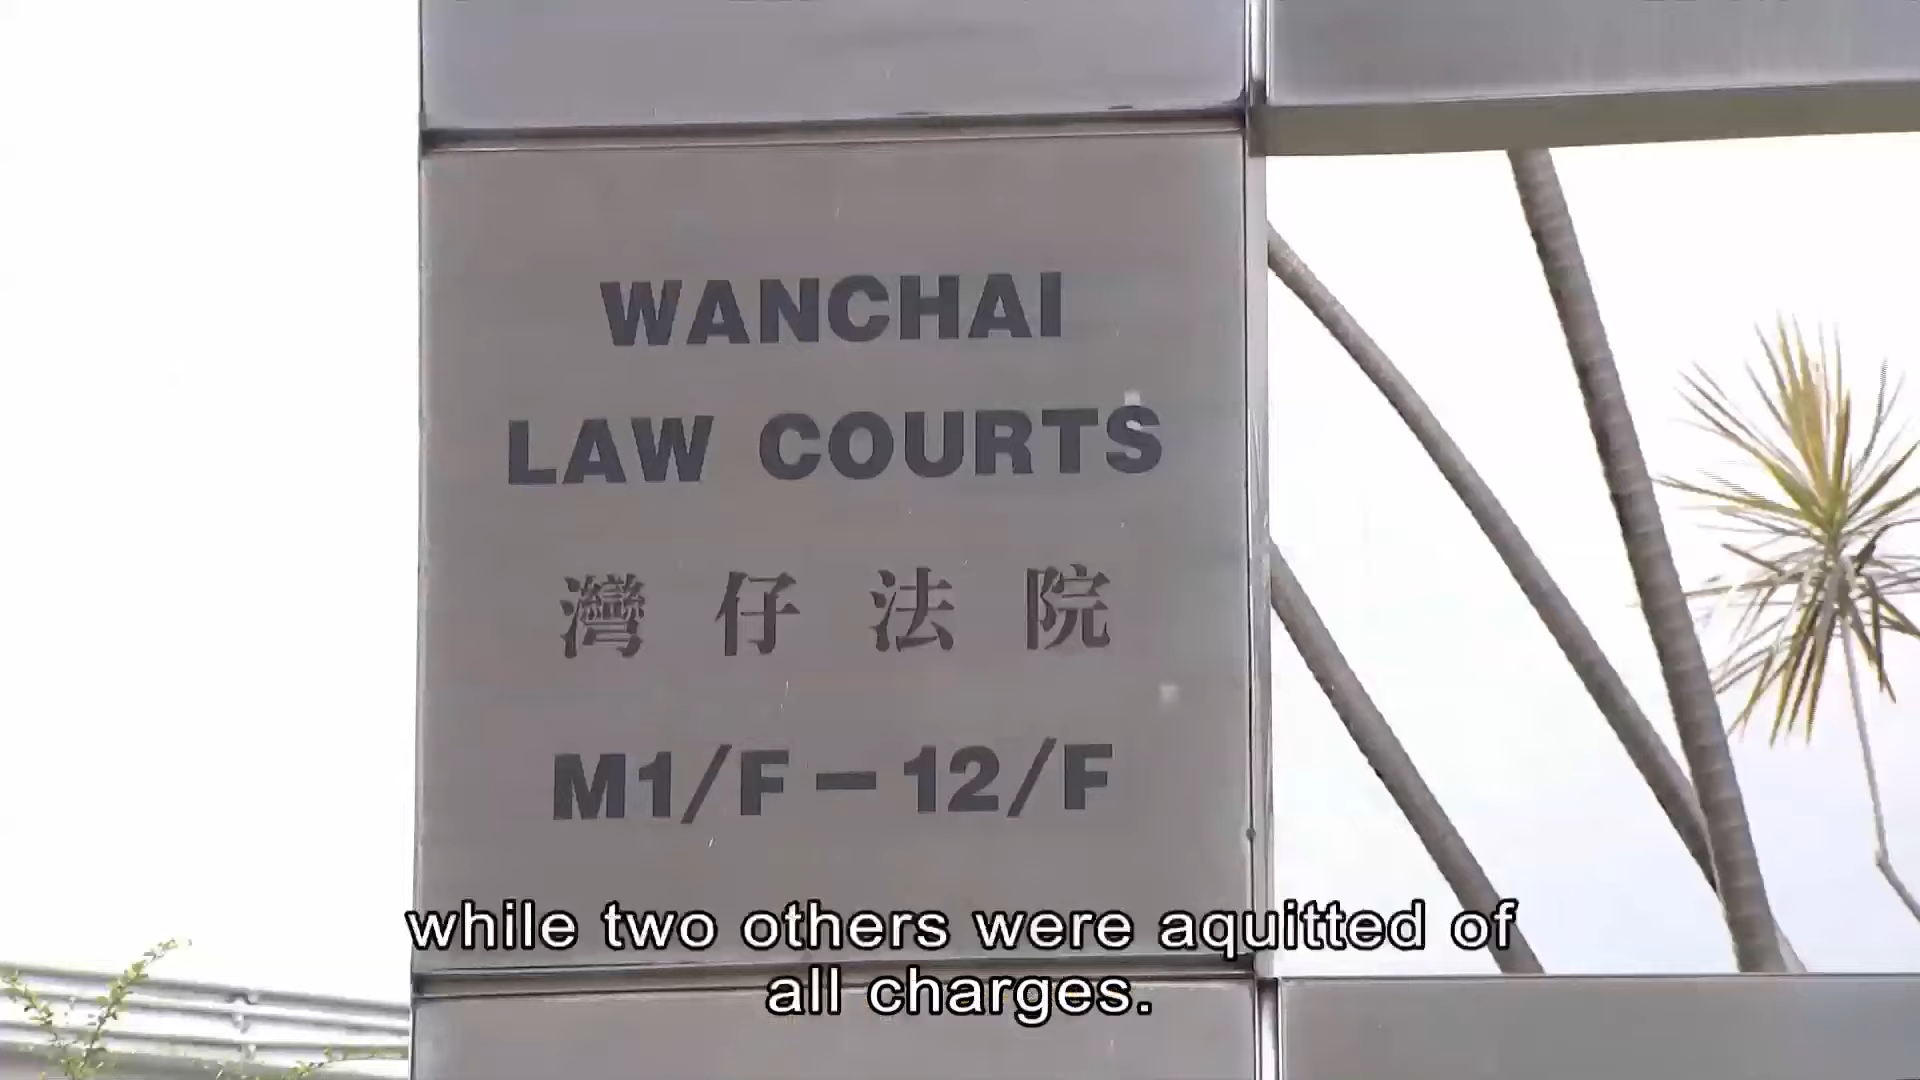 WANCHAI
LAW COURTS
灣仔法院
M1/F-12/F
while two others were aquitted of
all charges.